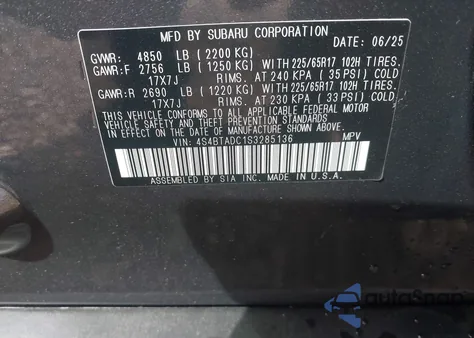 MFD BY SUBARU CORPORATION
DATE: 06/25
GVWR: 4850 LB (2200 KG)
GAWR: F 2756 LB (1250 KG) WITH 225/65R17 102H TIRES.
17X7J RIMS. AT 240 KPA (35 PSI) COLD
GAWR: R 2690 LB (1220 KG) WITH 225/65R17 102H TIRES.
17X7J RIMS. AT 230 KPA (33 PSI) COLD
THIS VEHICLE CONFORMS TO ALL APPLICABLE FEDERAL MOTOR
VEHICLE SAFETY, BUMPER, AND THEFT PREVENTION STANDARDS
IN EFFECT ON THE DATE OF MANUFACTURE SHOWN ABOVE.
VIN: 4S4BTADC1S3285136 MPV
ASSEMBLED BY SIA INC. MADE IN U.S.A.
autoSnap